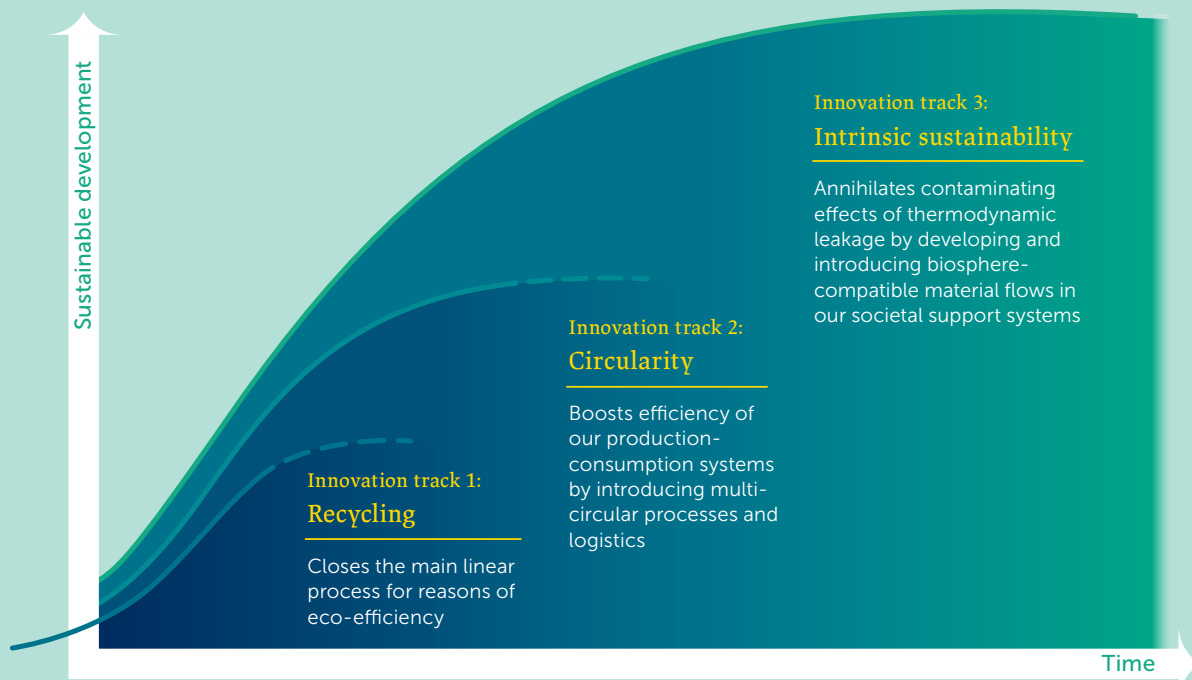 Sustainable development
Innovation track 3:
Intrinsic sustainability
Annihilates contaminating
effects of thermodynamic
leakage by developing and
introducing biosphere-
compatible material flows in
our societal support systems
Innovation track 2:
Circularity
Boosts efficiency of
our production-
consumption systems
by introducing multi-
circular processes and
logistics
Innovation track 1:
Recycling
Closes the main linear
process for reasons of
eco-efficiency
Time